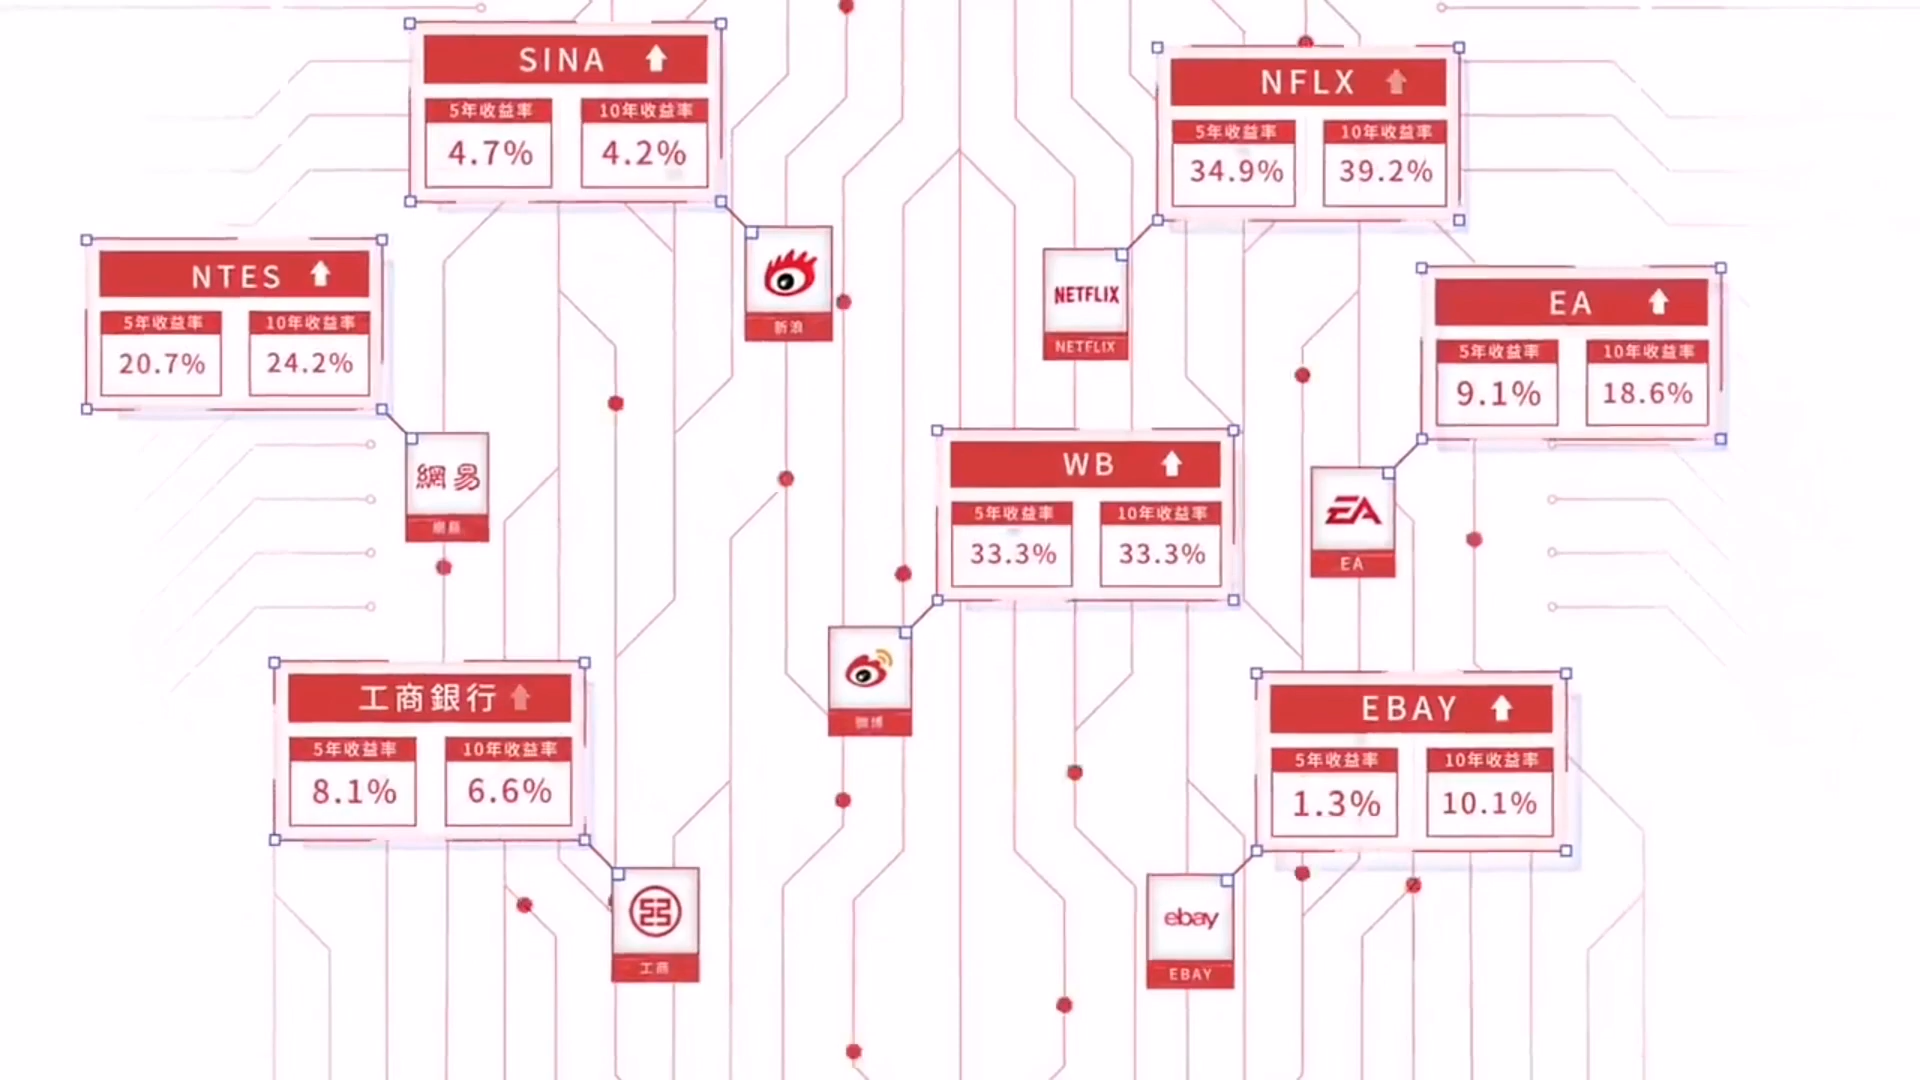 SINA
5年收益率 10年收益率
4.7% 4.2%
新浪
NFLX
5年收益率 10年收益率
34.9% 39.2%
NETFLIX
NETFLIX
NTES
5年收益率 10年收益率
20.7% 24.2%
網易
網易
EA
5年收益率 10年收益率
9.1% 18.6%
EA
EA
WB
5年收益率 10年收益率
33.3% 33.3%
微博
工商銀行
5年收益率 10年收益率
8.1% 6.6%
工商
EBAY
5年收益率 10年收益率
1.3% 10.1%
ebay
EBAY